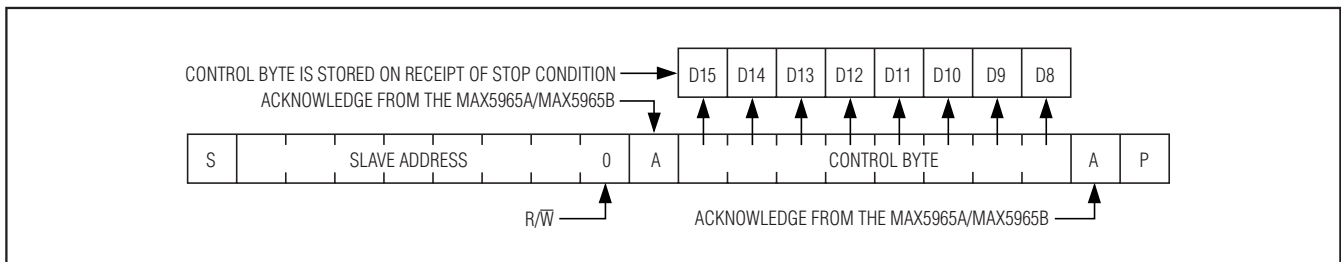 CONTROL BYTE IS STORED ON RECEIPT OF STOP CONDITION D15 D14 D13 D12 D11 D10 D9 D8
ACKNOWLEDGE FROM THE MAX5965A/MAX5965B
S SLAVE ADDRESS 0 A CONTROL BYTE A P
R/W̅ ACKNOWLEDGE FROM THE MAX5965A/MAX5965B